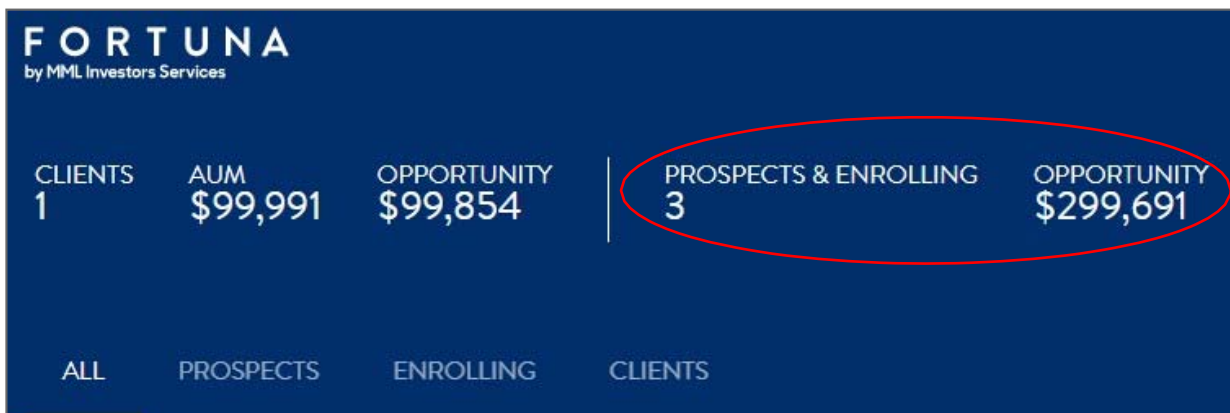 FORTUNA
by MML Investors Services
CLIENTS AUM OPPORTUNITY PROSPECTS & ENROLLING OPPORTUNITY
1 $99,991 $99,854 3 $299,691
ALL PROSPECTS ENROLLING CLIENTS